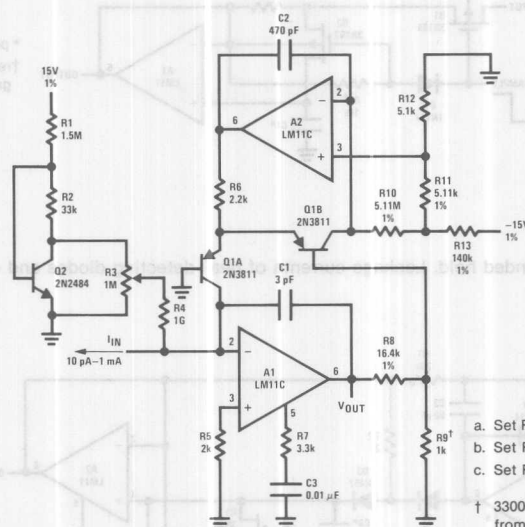 C2
470 pF
15V
1%
R1
1.5M
R12
5.1k
6
A2
LM11C
2
3
R2
33k
R6
2.2k
R11
5.11k
1%
R10
5.11M
1%
Q1B
2N3811
-15V
1%
R13
140k
1%
Q2
2N2484
R3
1M
Q1A
2N3811
C1
3 pF
R4
1G
IIN
10 pA–1 mA
2
A1
LM11C
6
3
5
R8
16.4k
1%
VOUT
R5
2k
R7
3.3k
R9†
1k
C3
0.01 μF
a. Set
b. Set
c. Set
† 3300
from